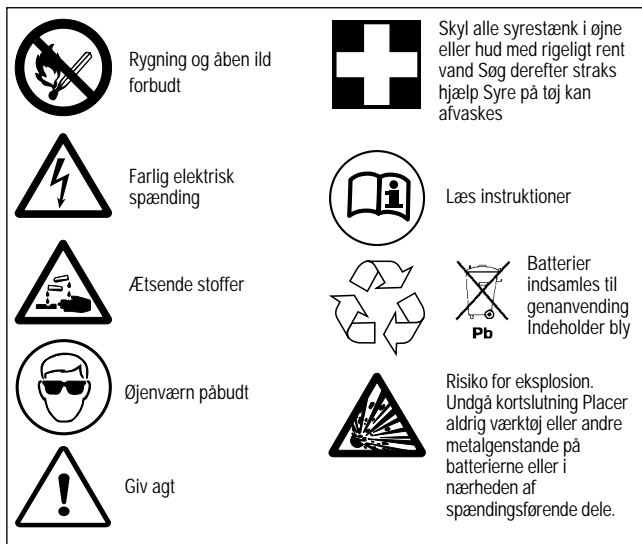 Rygning og åben ild
forbudt
Farlig elektrisk
spænding
Ætsende stoffer
Øjenværn påbudt
Giv agt
Skyl alle syrestænk i øjne
eller hud med rigeligt rent
vand Søg derefter straks
hjælp Syre på tøj kan
afvaskes
Læs instruktioner
Pb
Batterier
indsamles til
genanvending
Indeholder bly
Risiko for eksplosion.
Undgå kortslutning Placer
aldrig værktøj eller andre
metalgenstande på
batterierne eller i
nærheden af
spændingsførende dele.